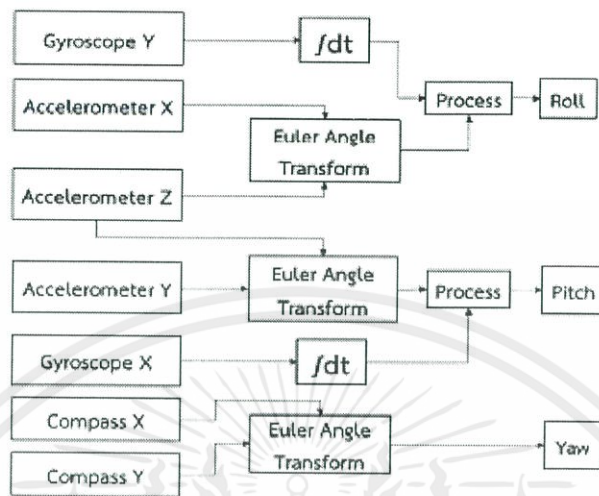 Gyroscope Y
∫dt
Accelerometer X
Process
Roll
Euler Angle
Transform
Accelerometer Z
Accelerometer Y
Euler Angle
Transform
Process
Pitch
Gyroscope X
∫dt
Compass X
Euler Angle
Transform
Yaw
Compass Y